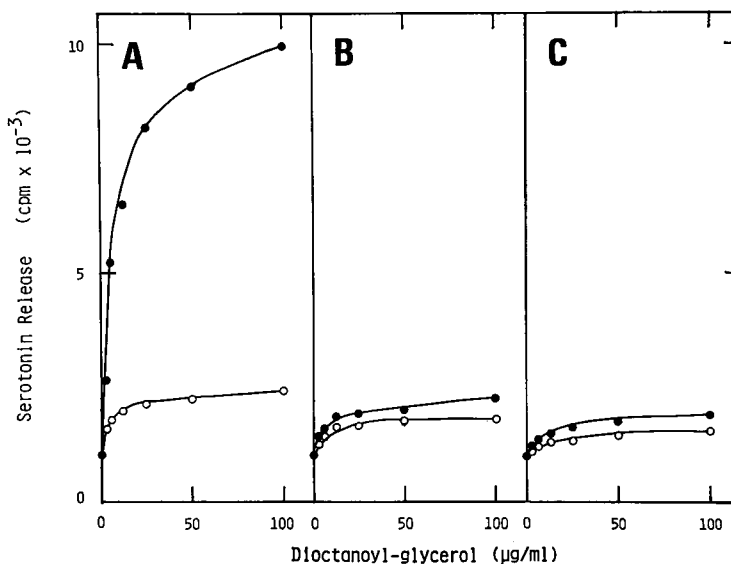 A B C
10
5
0
Serotonin Release (cpm x 10⁻³)
0 50 100 0 50 100 0 50 100
Dioctanoyl-glycerol (µg/ml)